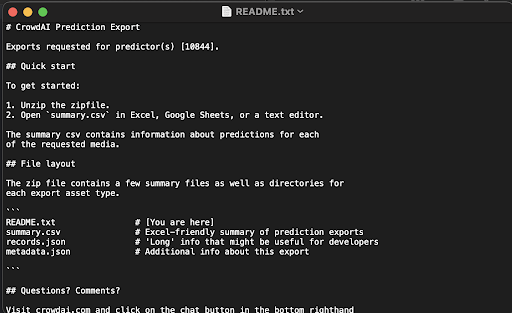 README.txt
# CrowdAI Prediction Export
Exports requested for predictor(s) [10844].
## Quick start
To get started:
1. Unzip the zipfile.
2. Open `summary.csv` in Excel, Google Sheets, or a text editor.
The summary csv contains information about predictions for each
of the requested media.
## File layout
The zip file contains a few summary files as well as directories for
each export asset type.
```
README.txt # [You are here]
summary.csv # Excel-friendly summary of prediction exports
records.json # 'Long' info that might be useful for developers
metadata.json # Additional info about this export
```
## Questions? Comments?
Visit crowdai.com and click on the chat button in the bottom righthand